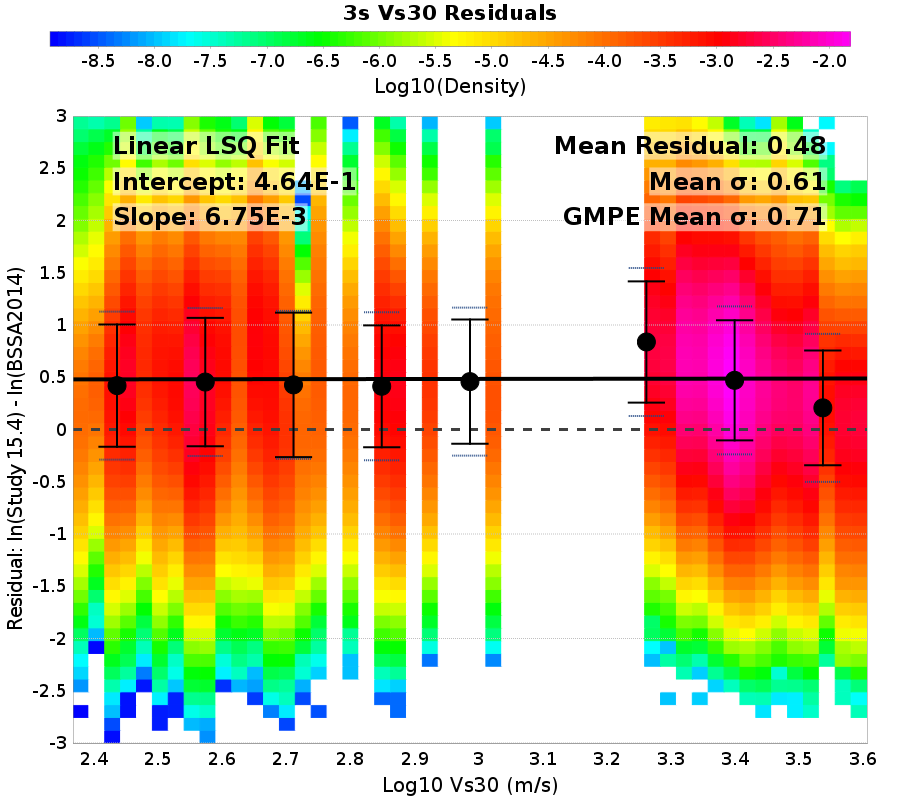 3s Vs30 Residuals
-8.5 -8.0 -7.5 -7.0 -6.5 -6.0 -5.5 -5.0 -4.5 -4.0 -3.5 -3.0 -2.5 -2.0
Log10(Density)
Linear LSQ Fit
Intercept: 4.64E-1
Slope: 6.75E-3
Mean Residual: 0.48
Mean σ: 0.61
GMPE Mean σ: 0.71
Residual: ln(Study 15.4) - ln(BSSA2014)
3
2.5
2
1.5
1
0.5
0
-0.5
-1
-1.5
-2
-2.5
-3
2.4 2.5 2.6 2.7 2.8 2.9 3 3.1 3.2 3.3 3.4 3.5 3.6
Log10 Vs30 (m/s)